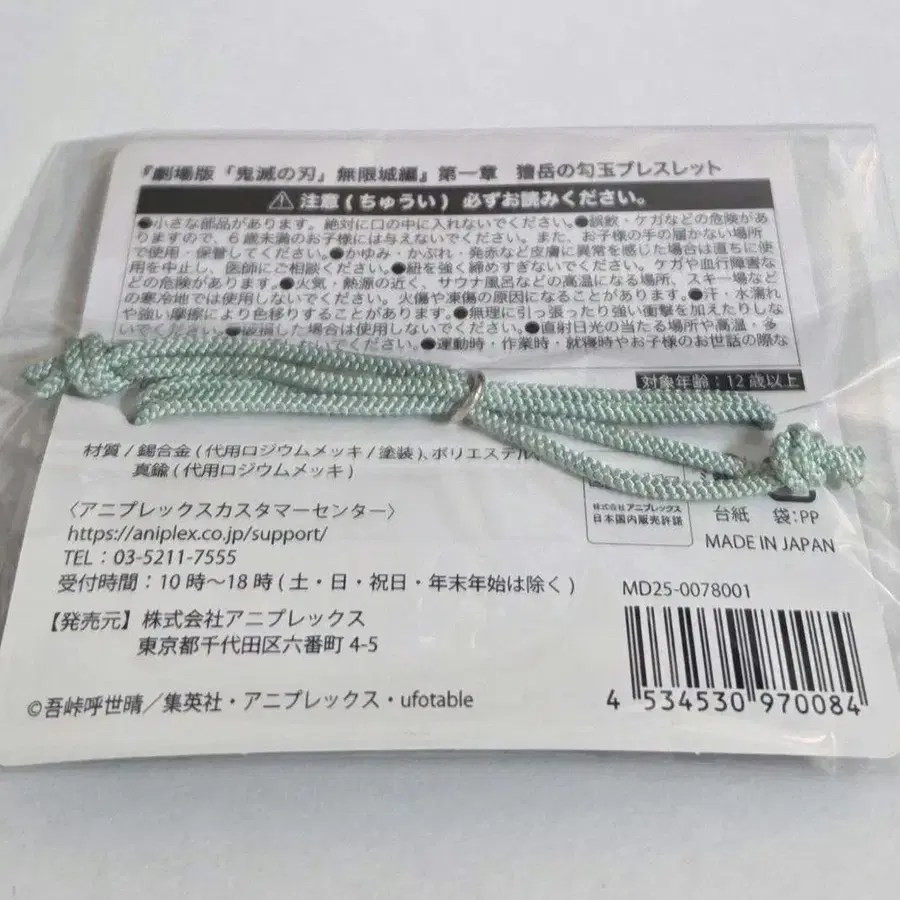 『劇場版「鬼滅の刃」無限城編』第一章 獪岳の勾玉ブレスレット
注意(ちゅうい)必ずお読みください。
●小さな部品があります。絶対に口の中に入れないでください。●誤飲・ケガなどの危険があ
りますので、6歳未満のお子様には与えないでください。また、お子様の手の届かない場所
で使用・保管してください。●かゆみ・かぶれ・発赤など皮膚に異常を感じた場合は直ちに使
用を中止し、医師にご相談ください。●紐を強く締めすぎないでください。ケガや血行障害な
どの危険があります。●火気・熱源の近く、サウナ風呂などの高温になる場所、スキー場など
の寒冷地では使用しないでください。火傷や凍傷の原因になることがあります。●汗・水濡れ
や強い摩擦により色移りすることがあります。●無理に引っ張ったり強い衝撃を加えたりしな
いでください。●破損した場合は使用しないでください。●直射日光の当たる場所や高温・多
●運動時・作業時・就寝時やお子様のお世話の際な
対象年齢:12歳以上
材質/錫合金(代用ロジウムメッキ/塗装)、ポリエステル
真鍮(代用ロジウムメッキ)
〈アニプレックスカスタマーセンター〉
https://aniplex.co.jp/support/
TEL:03-5211-7555
受付時間:10時〜18時(土・日・祝日・年末年始は除く)
【発売元】株式会社アニプレックス
東京都千代田区六番町4-5
©吾峠呼世晴/集英社・アニプレックス・ufotable
株式会社アニプレックス
日本国内販売許諾
台紙 袋:PP
MADE IN JAPAN
MD25-0078001
4 534530 970084